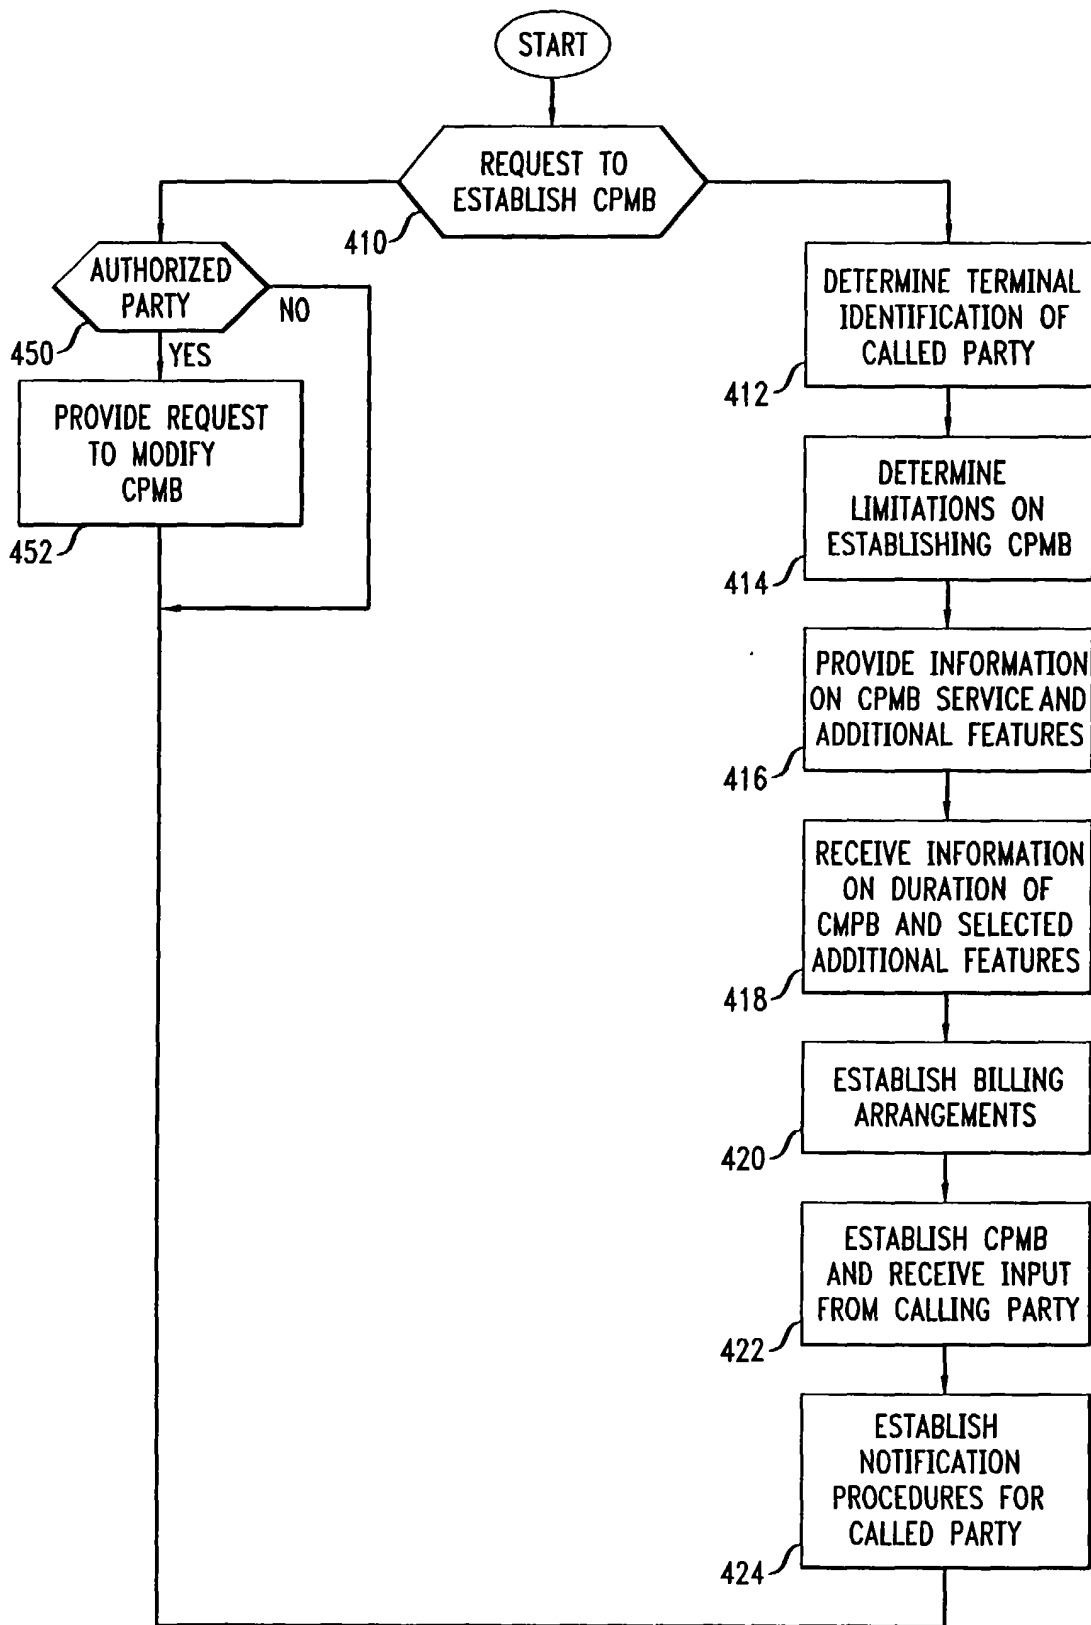 START
REQUEST TO
ESTABLISH CPMB
410
AUTHORIZED
PARTY
NO
450
YES
PROVIDE REQUEST
TO MODIFY
CPMB
452
DETERMINE TERMINAL
IDENTIFICATION OF
CALLED PARTY
412
DETERMINE
LIMITATIONS ON
ESTABLISHING CPMB
414
PROVIDE INFORMATION
ON CPMB SERVICE AND
ADDITIONAL FEATURES
416
RECEIVE INFORMATION
ON DURATION OF
CMPB AND SELECTED
ADDITIONAL FEATURES
418
ESTABLISH BILLING
ARRANGEMENTS
420
ESTABLISH CPMB
AND RECEIVE INPUT
FROM CALLING PARTY
422
ESTABLISH
NOTIFICATION
PROCEDURES FOR
CALLED PARTY
424